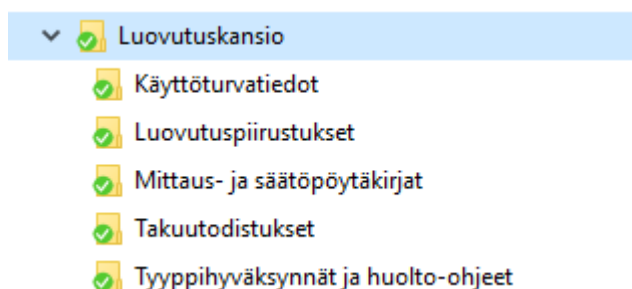 Luovutuskansio
Käyttöturvatiedot
Luovutuspiirustukset
Mittaus- ja säätöpöytäkirjat
Takuutodistukset
Tyyppihyväksynnät ja huolto-ohjeet